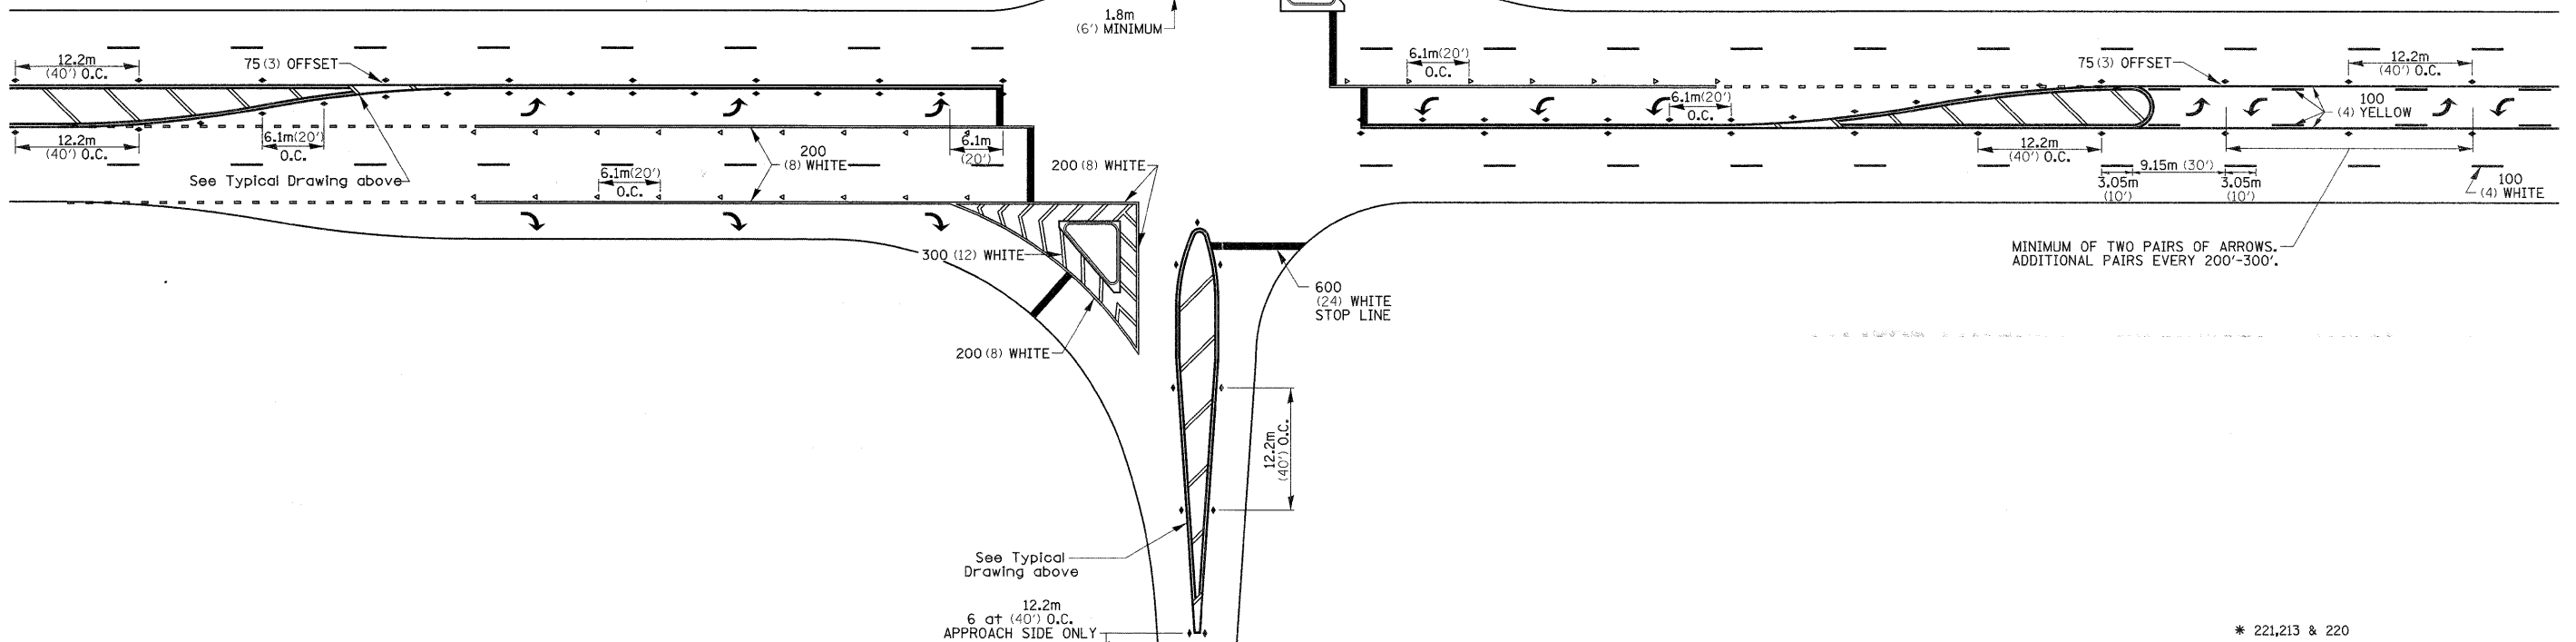 1.8m
(6') MINIMUM
12.2m
(40') O.C.
75 (3) OFFSET
6.1m(20')
O.C.
75 (3) OFFSET
12.2m
(40') O.C.
6.1m(20')
O.C.
100
(4) YELLOW
12.2m
(40') O.C.
6.1m(20')
O.C.
See Typical Drawing above
6.1m(20')
O.C.
200
(8) WHITE
6.1m
(20')
200 (8) WHITE
12.2m
(40') O.C.
9.15m (30')
3.05m
(10')
3.05m
(10')
100
(4) WHITE
300 (12) WHITE
600
(24) WHITE
STOP LINE
MINIMUM OF TWO PAIRS OF ARROWS.
ADDITIONAL PAIRS EVERY 200'-300'.
200 (8) WHITE
12.2m
(40') O.C.
See Typical
Drawing above
12.2m
6 at (40') O.C.
APPROACH SIDE ONLY
* 221,213 & 220